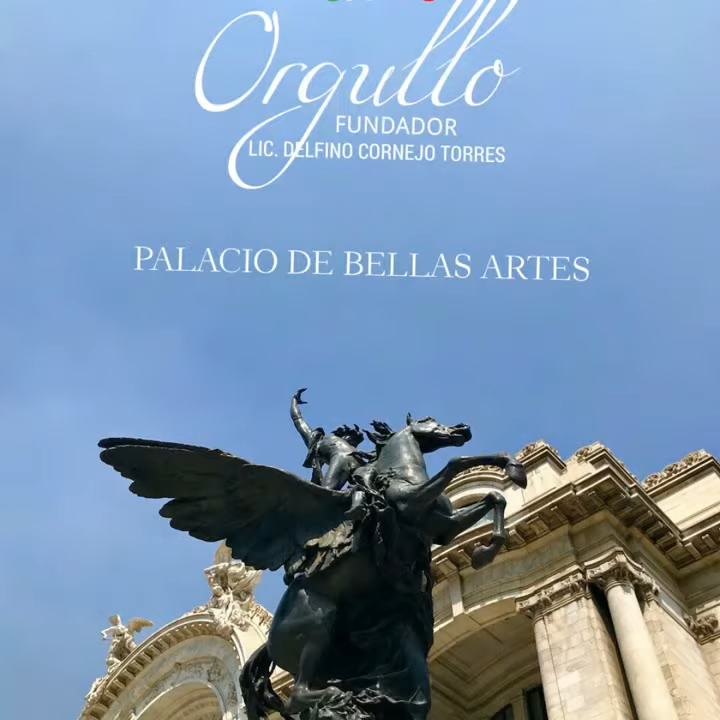 Orgullo
FUNDADOR
LIC. DELFINO CORNEJO TORRES
PALACIO DE BELLAS ARTES